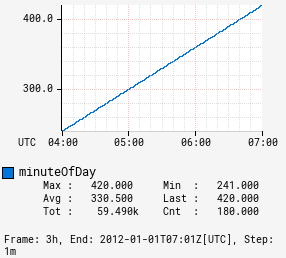 400.0
300.0
UTC 04:00 05:00 06:00 07:00
minuteOfDay
Max : 420.000 Min : 241.000
Avg : 330.500 Last : 420.000
Tot : 59.490k Cnt : 180.000
Frame: 3h, End: 2012-01-01T07:01Z[UTC], Step:
1m